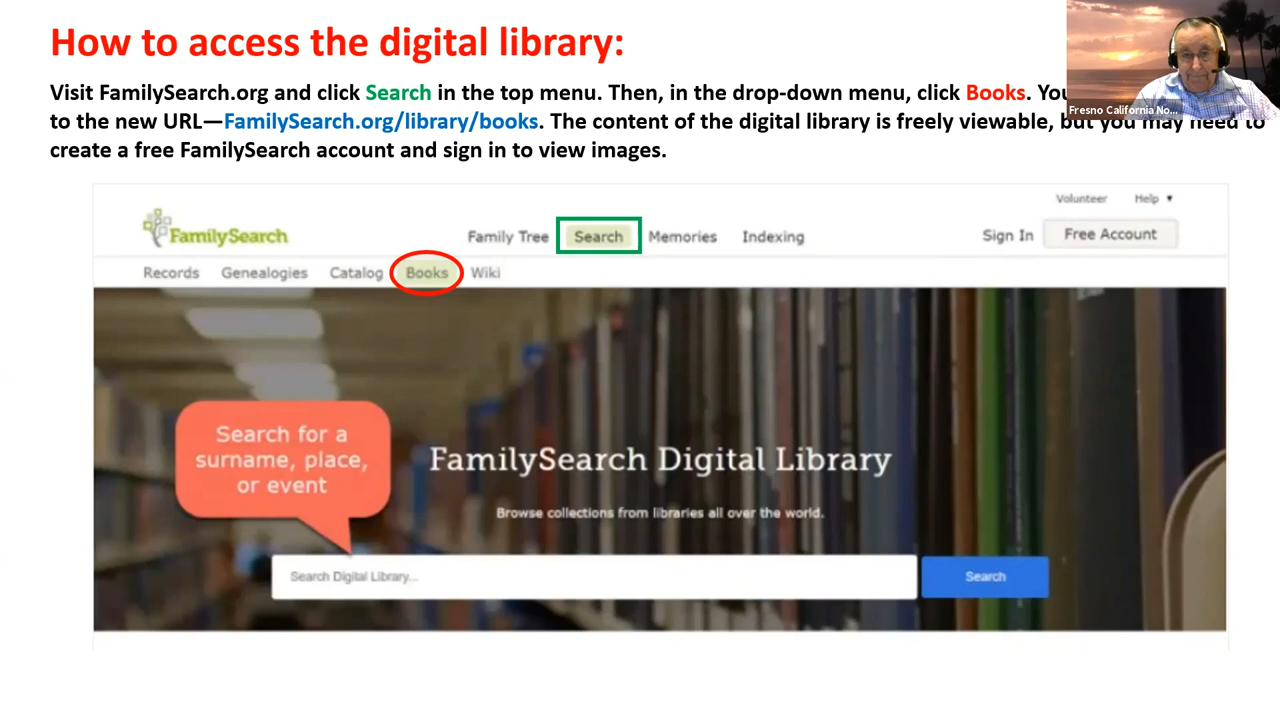 How to access the digital library:
Visit FamilySearch.org and click Search in the top menu. Then, in the drop-down menu, click Books.
to the new URL—FamilySearch.org/library/books. The content of the digital library is freely viewable, but you may need to
create a free FamilySearch account and sign in to view images.
Fresno California No...
Volunteer Help ▼
FamilySearch
Family Tree Search Memories Indexing Sign In Free Account
Records Genealogies Catalog Books Wiki
Search for a
surname, place,
or event
FamilySearch Digital Library
Browse collections from libraries all over the world.
Search Digital Library... Search